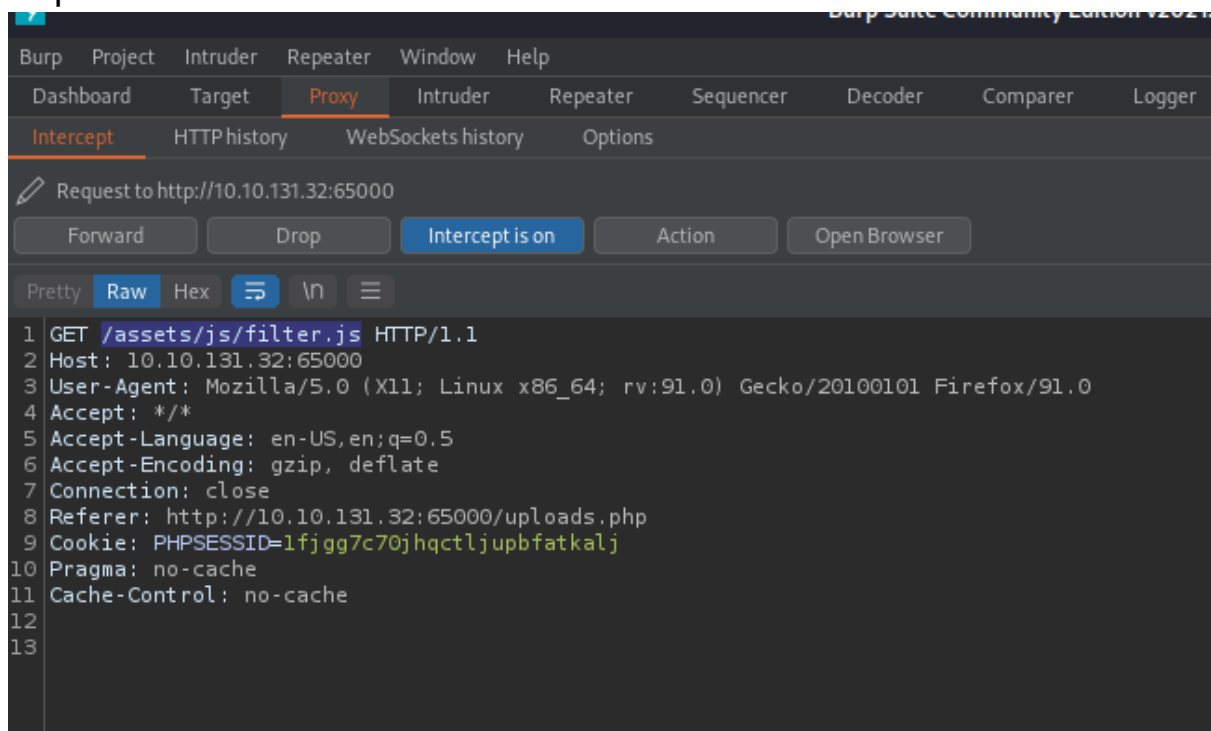 Burp Suite Community Edition v2021.
Burp Project Intruder Repeater Window Help
Dashboard Target Proxy Intruder Repeater Sequencer Decoder Comparer Logger
Intercept HTTP history WebSockets history Options
Request to http://10.10.131.32:65000
Forward Drop Intercept is on Action Open Browser
Pretty Raw Hex \n
1 GET /assets/js/filter.js HTTP/1.1
2 Host: 10.10.131.32:65000
3 User-Agent: Mozilla/5.0 (X11; Linux x86_64; rv:91.0) Gecko/20100101 Firefox/91.0
4 Accept: */*
5 Accept-Language: en-US,en;q=0.5
6 Accept-Encoding: gzip, deflate
7 Connection: close
8 Referer: http://10.10.131.32:65000/uploads.php
9 Cookie: PHPSESSID=1fjgg7c70jhqctljupbfatkalj
10 Pragma: no-cache
11 Cache-Control: no-cache
12
13